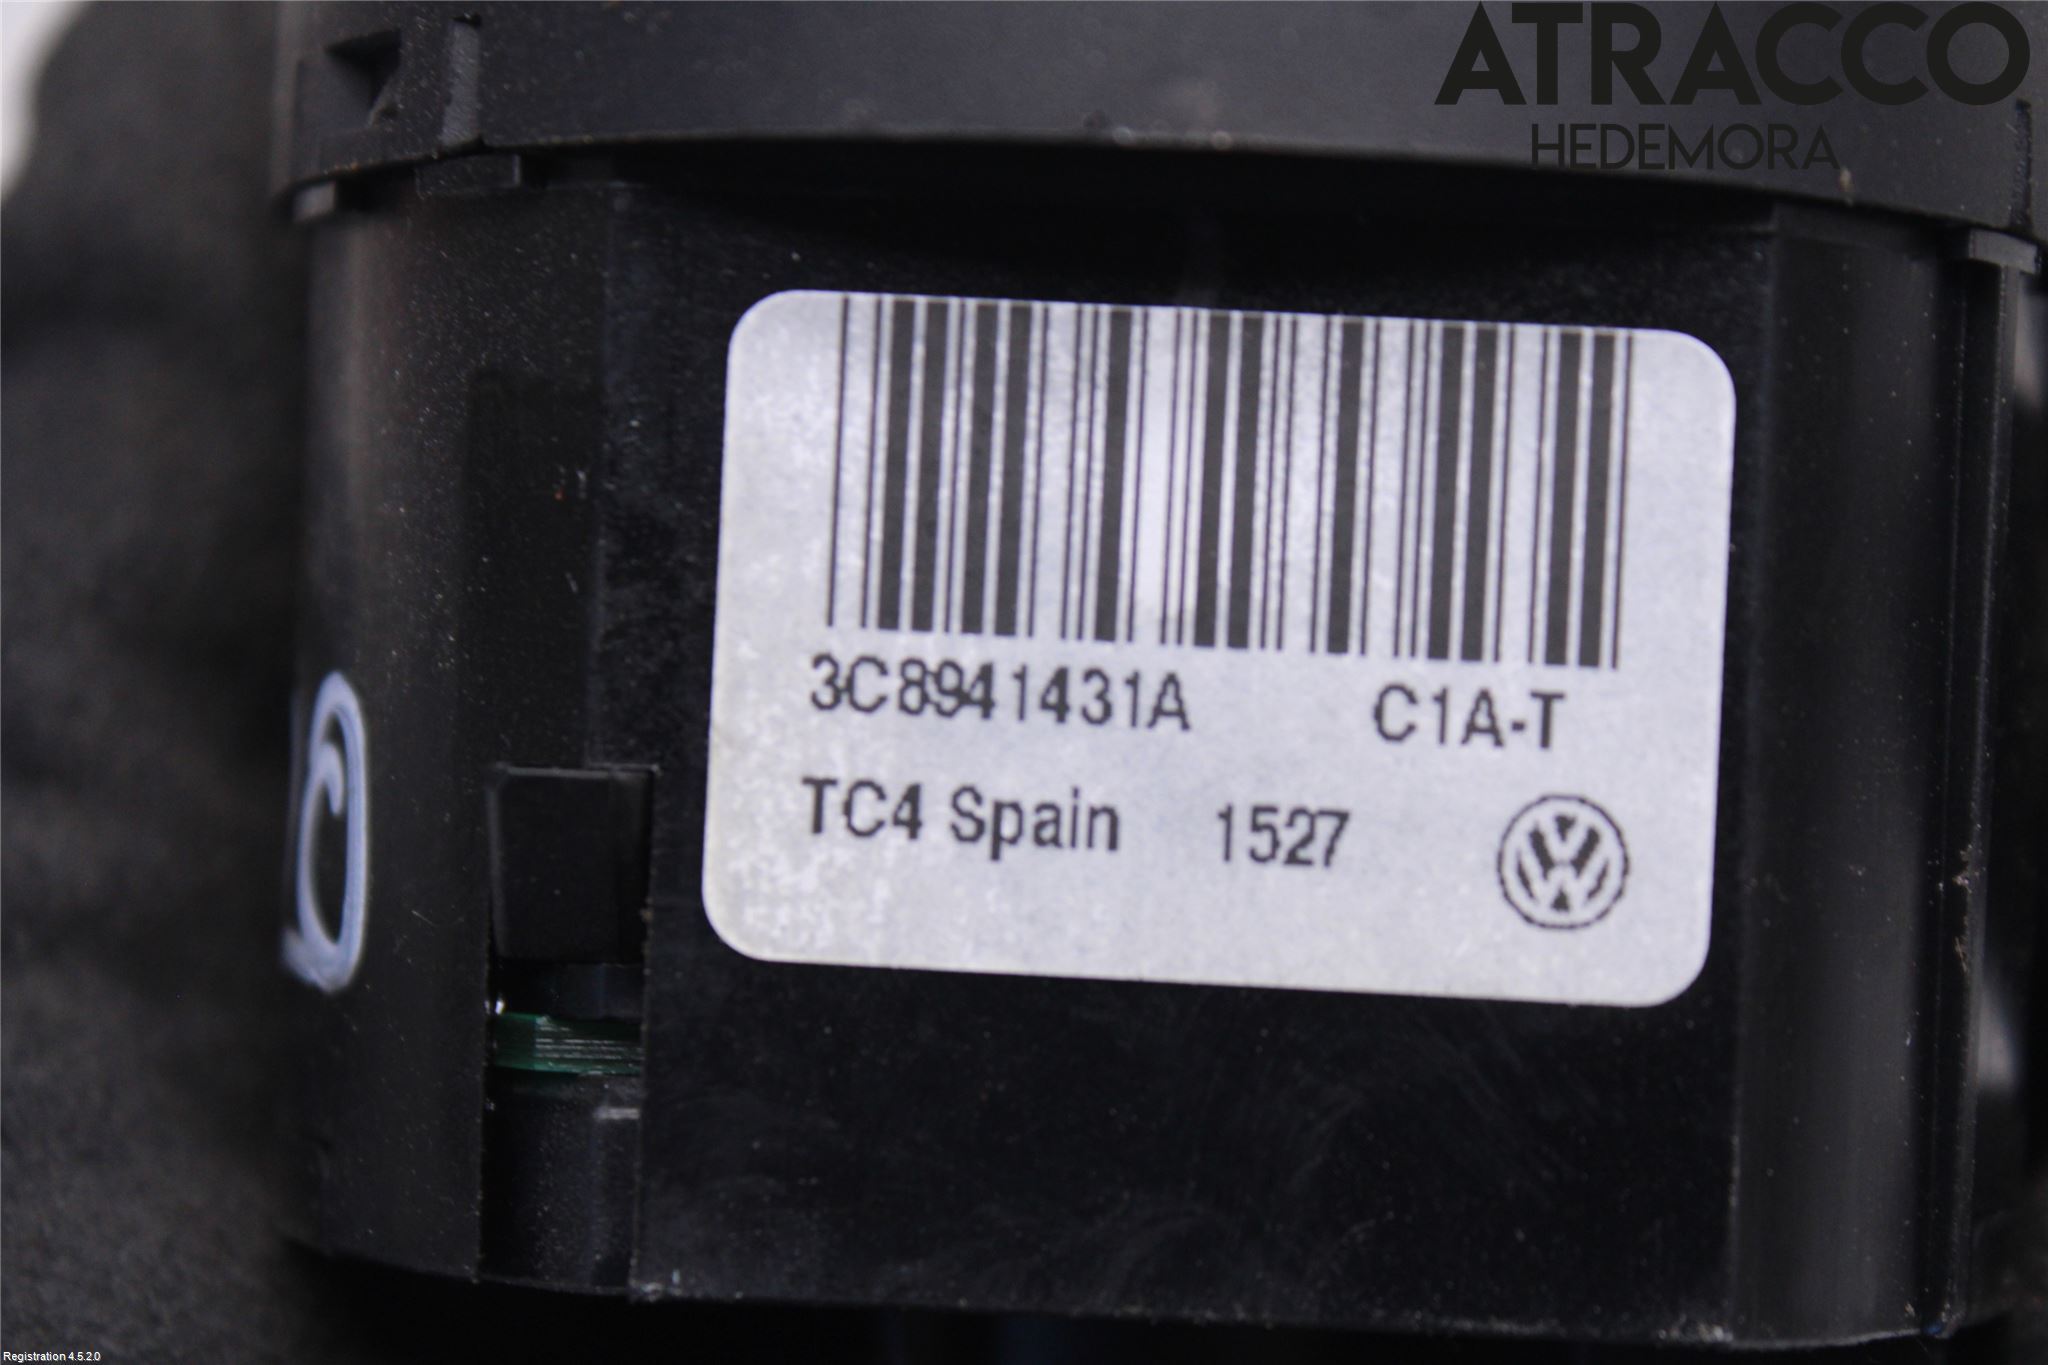 ATRACCO
HEDEMORA
3C8941431A C1A-T
TC4 Spain 1527
Registration 4.5.2.0